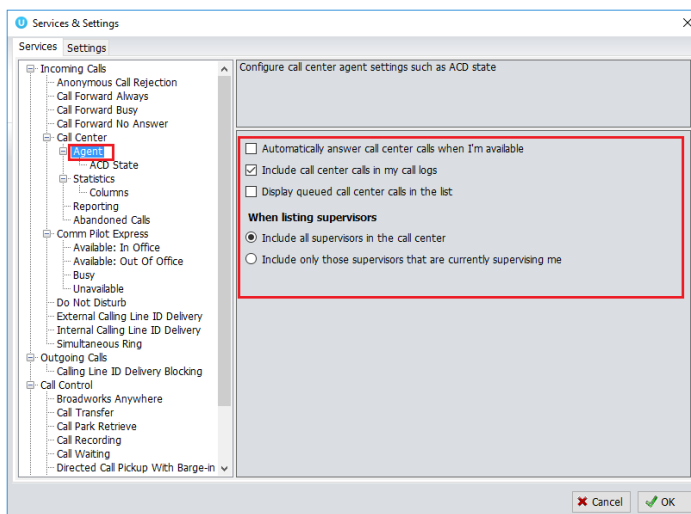 Services & Settings
Services Settings
Incoming Calls
Anonymous Call Rejection
Call Forward Always
Call Forward Busy
Call Forward No Answer
Call Center
Agent
ACD State
Statistics
Columns
Reporting
Abandoned Calls
Comm Pilot Express
Available: In Office
Available: Out Of Office
Busy
Unavailable
Do Not Disturb
External Calling Line ID Delivery
Internal Calling Line ID Delivery
Simultaneous Ring
Outgoing Calls
Calling Line ID Delivery Blocking
Call Control
Broadworks Anywhere
Call Transfer
Call Park Retrieve
Call Recording
Call Waiting
Directed Call Pickup With Barge-in
Configure call center agent settings such as ACD state
Automatically answer call center calls when I'm available
Include call center calls in my call logs
Display queued call center calls in the list
When listing supervisors
Include all supervisors in the call center
Include only those supervisors that are currently supervising me
Cancel OK